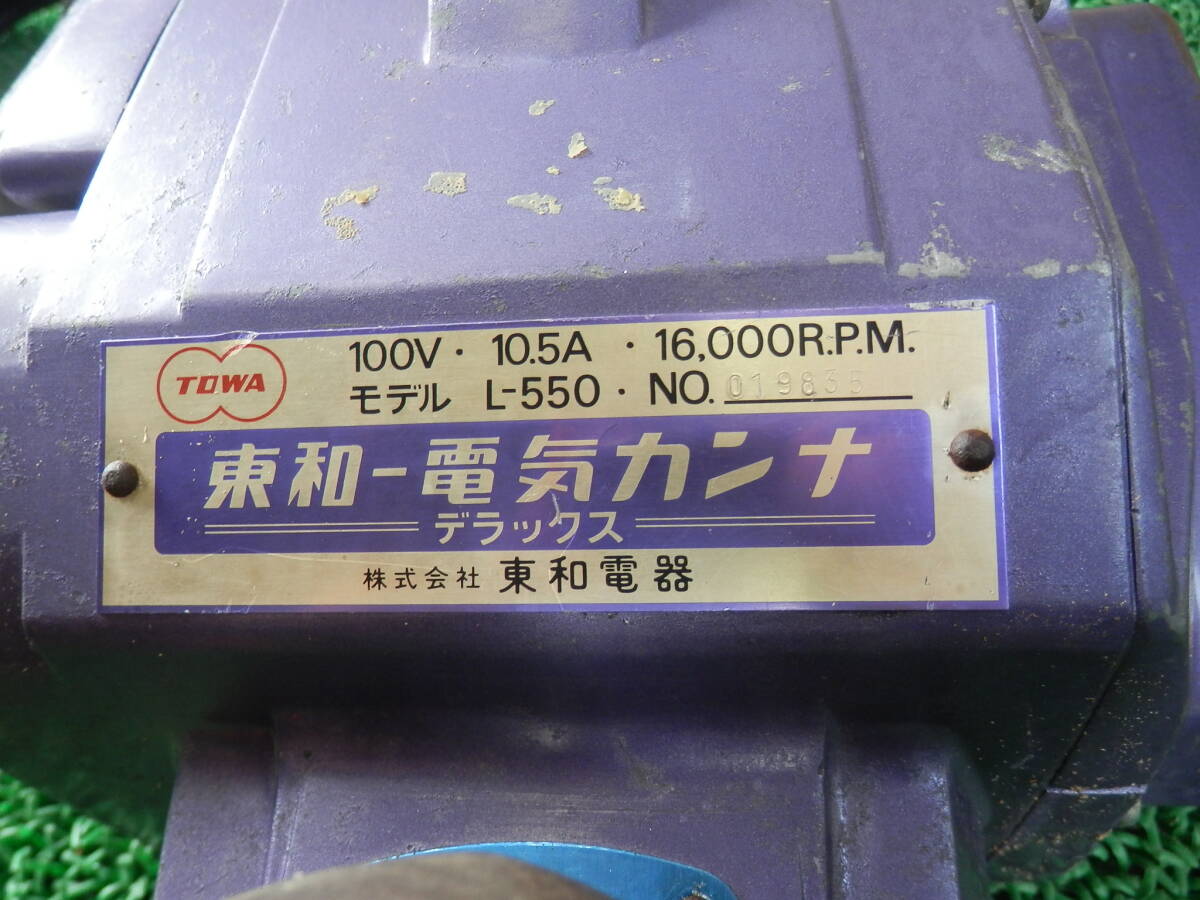 TOWA
100V・10.5A・16,000R.P.M.
モデル L-550・NO. 019835
東和-電気カンナ
デラックス
株式会社 東和電器